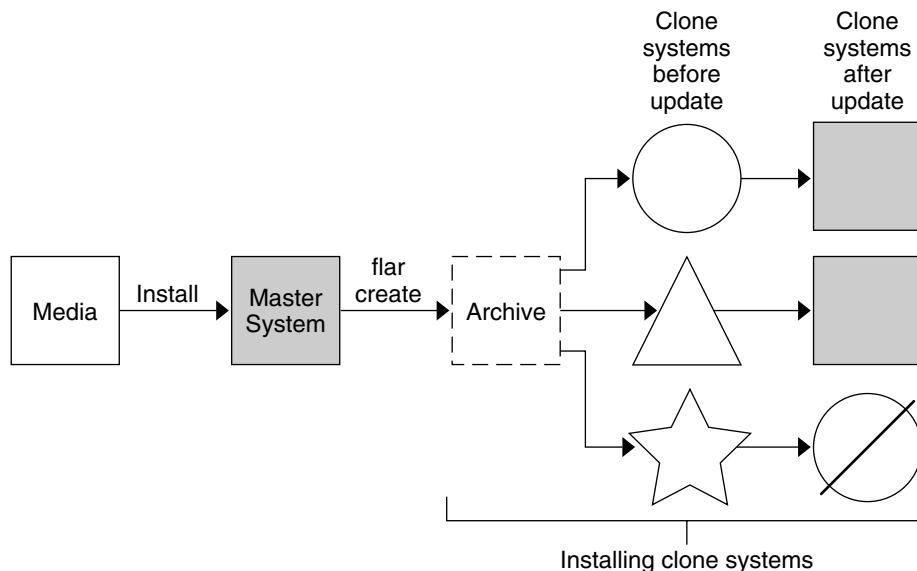 Clone
systems
before
update
Clone
systems
after
update
Media
Install
Master
System
flar
create
Archive
Installing clone systems